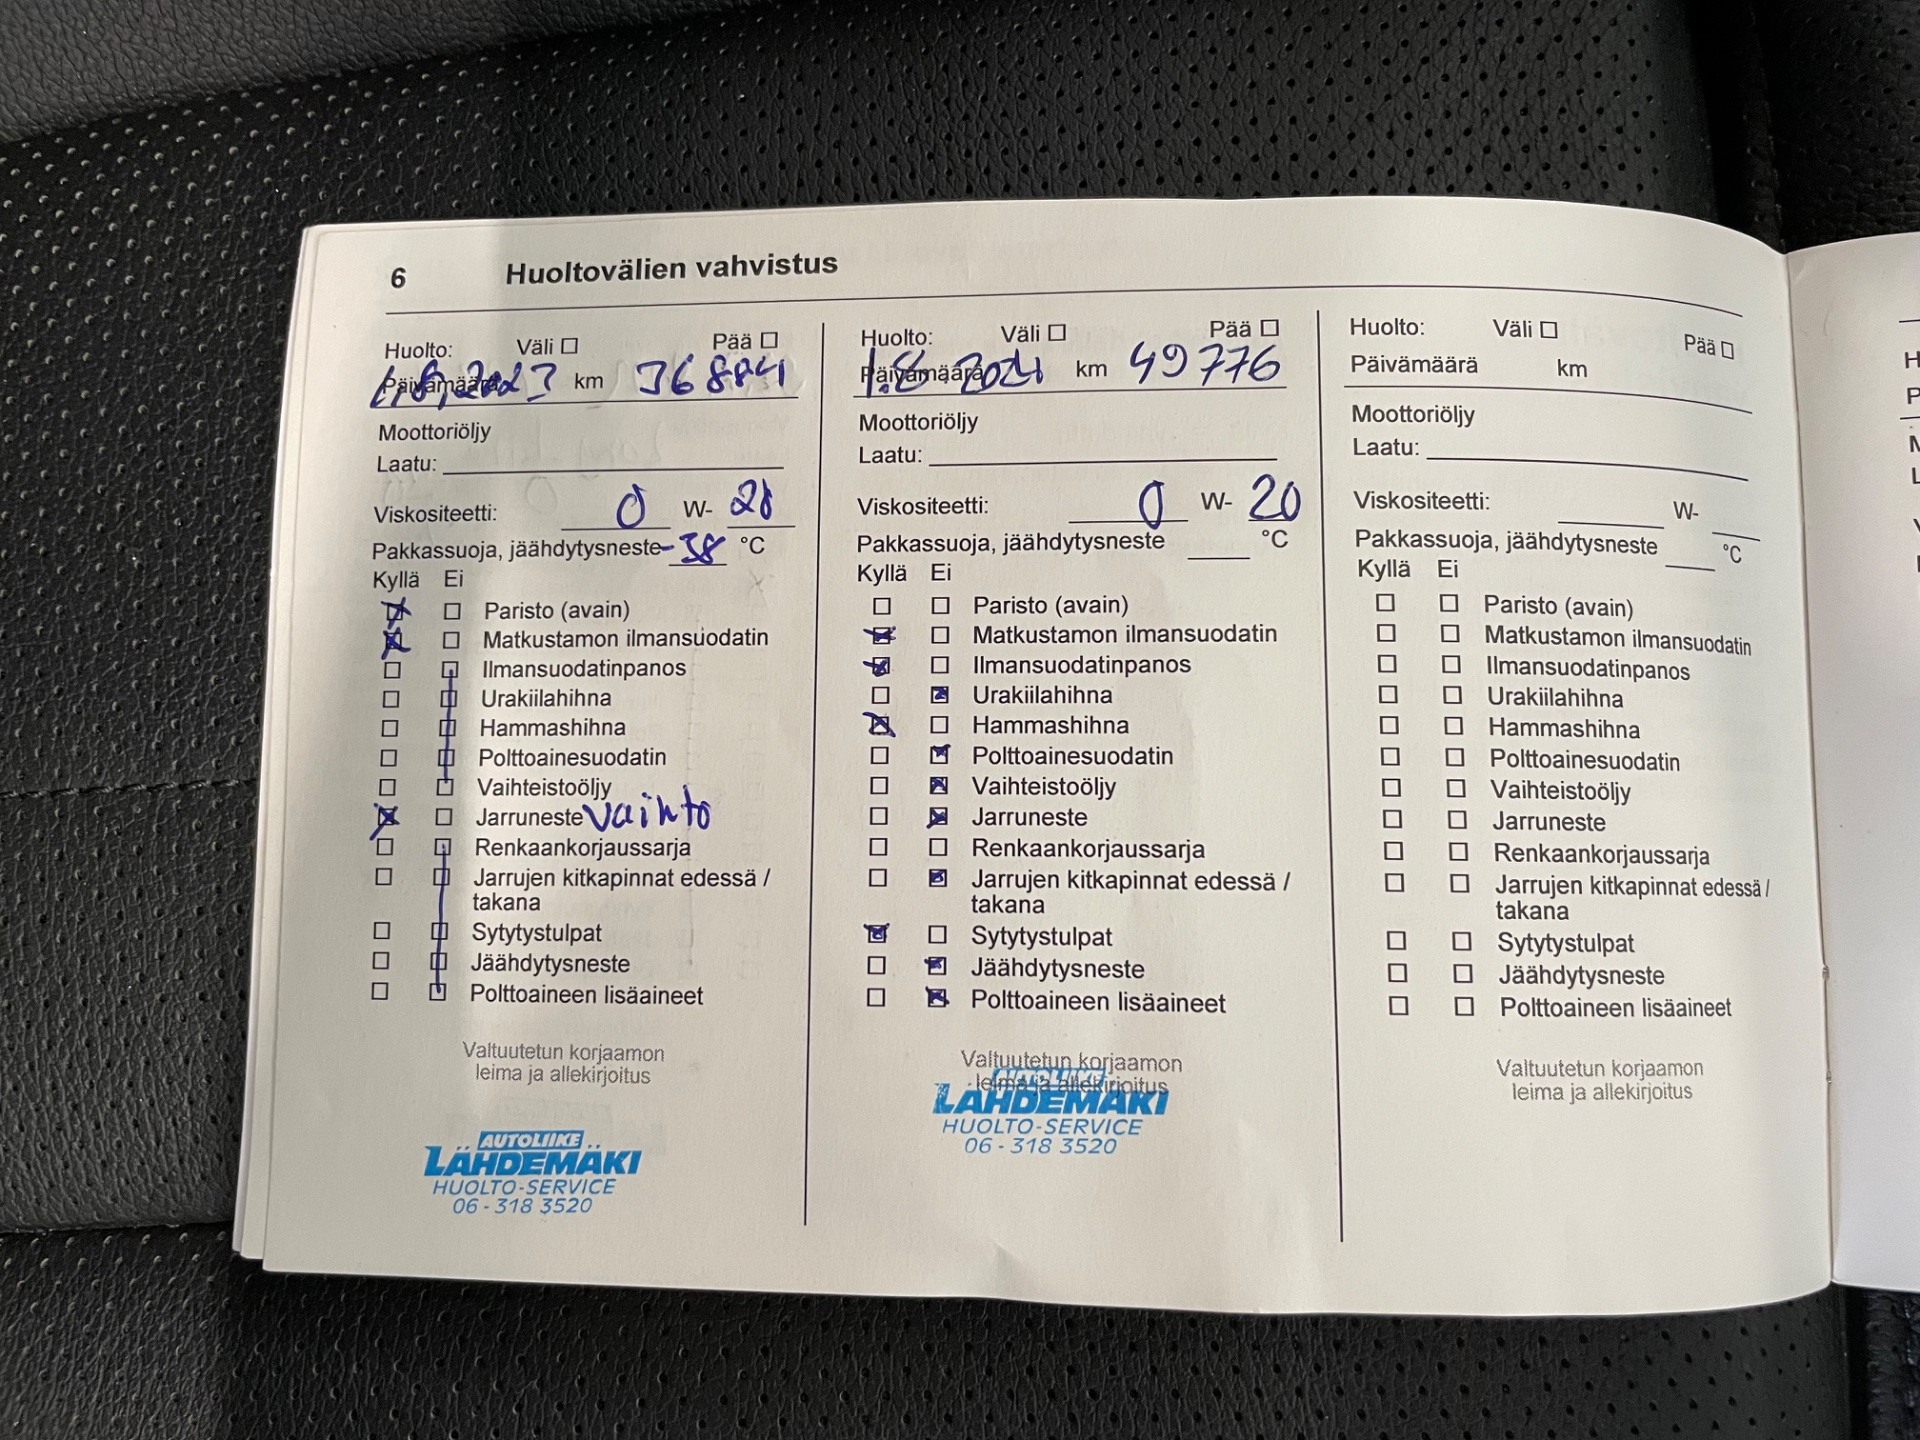 6 Huoltovälien vahvistus
Huolto: Väli Pää
Päivämäärä 2023 km 36884
Moottoriöljy
Laatu:
Viskositeetti: 0 W- 20
Pakkassuoja, jäähdytysneste -38 °C
Kyllä Ei
Paristo (avain)
Matkustamon ilmansuodatin
Ilmansuodatinpanos
Urakiilahihna
Hammashihna
Polttoainesuodatin
Vaihteistoöljy
Jarruneste vaihto
Renkaankorjaussarja
Jarrujen kitkapinnat edessä /
takana
Sytytystulpat
Jäähdytysneste
Polttoaineen lisäaineet
Valtuutetun korjaamon
leima ja allekirjoitus
AUTOLIIKE
LÄHDEMÄKI
HUOLTO-SERVICE
06 - 318 3520
Huolto: Väli Pää
Päivämäärä 1.8.2024 km 49776
Moottoriöljy
Laatu:
Viskositeetti: 0 W- 20
Pakkassuoja, jäähdytysneste °C
Kyllä Ei
Paristo (avain)
Matkustamon ilmansuodatin
Ilmansuodatinpanos
Urakiilahihna
Hammashihna
Polttoainesuodatin
Vaihteistoöljy
Jarruneste
Renkaankorjaussarja
Jarrujen kitkapinnat edessä /
takana
Sytytystulpat
Jäähdytysneste
Polttoaineen lisäaineet
Valtuutetun korjaamon
leima ja allekirjoitus
AUTOLIIKE
LÄHDEMÄKI
HUOLTO-SERVICE
06 - 318 3520
Huolto: Väli Pää
Päivämäärä km
Moottoriöljy
Laatu:
Viskositeetti: W-
Pakkassuoja, jäähdytysneste °C
Kyllä Ei
Paristo (avain)
Matkustamon ilmansuodatin
Ilmansuodatinpanos
Urakiilahihna
Hammashihna
Polttoainesuodatin
Vaihteistoöljy
Jarruneste
Renkaankorjaussarja
Jarrujen kitkapinnat edessä /
takana
Sytytystulpat
Jäähdytysneste
Polttoaineen lisäaineet
Valtuutetun korjaamon
leima ja allekirjoitus